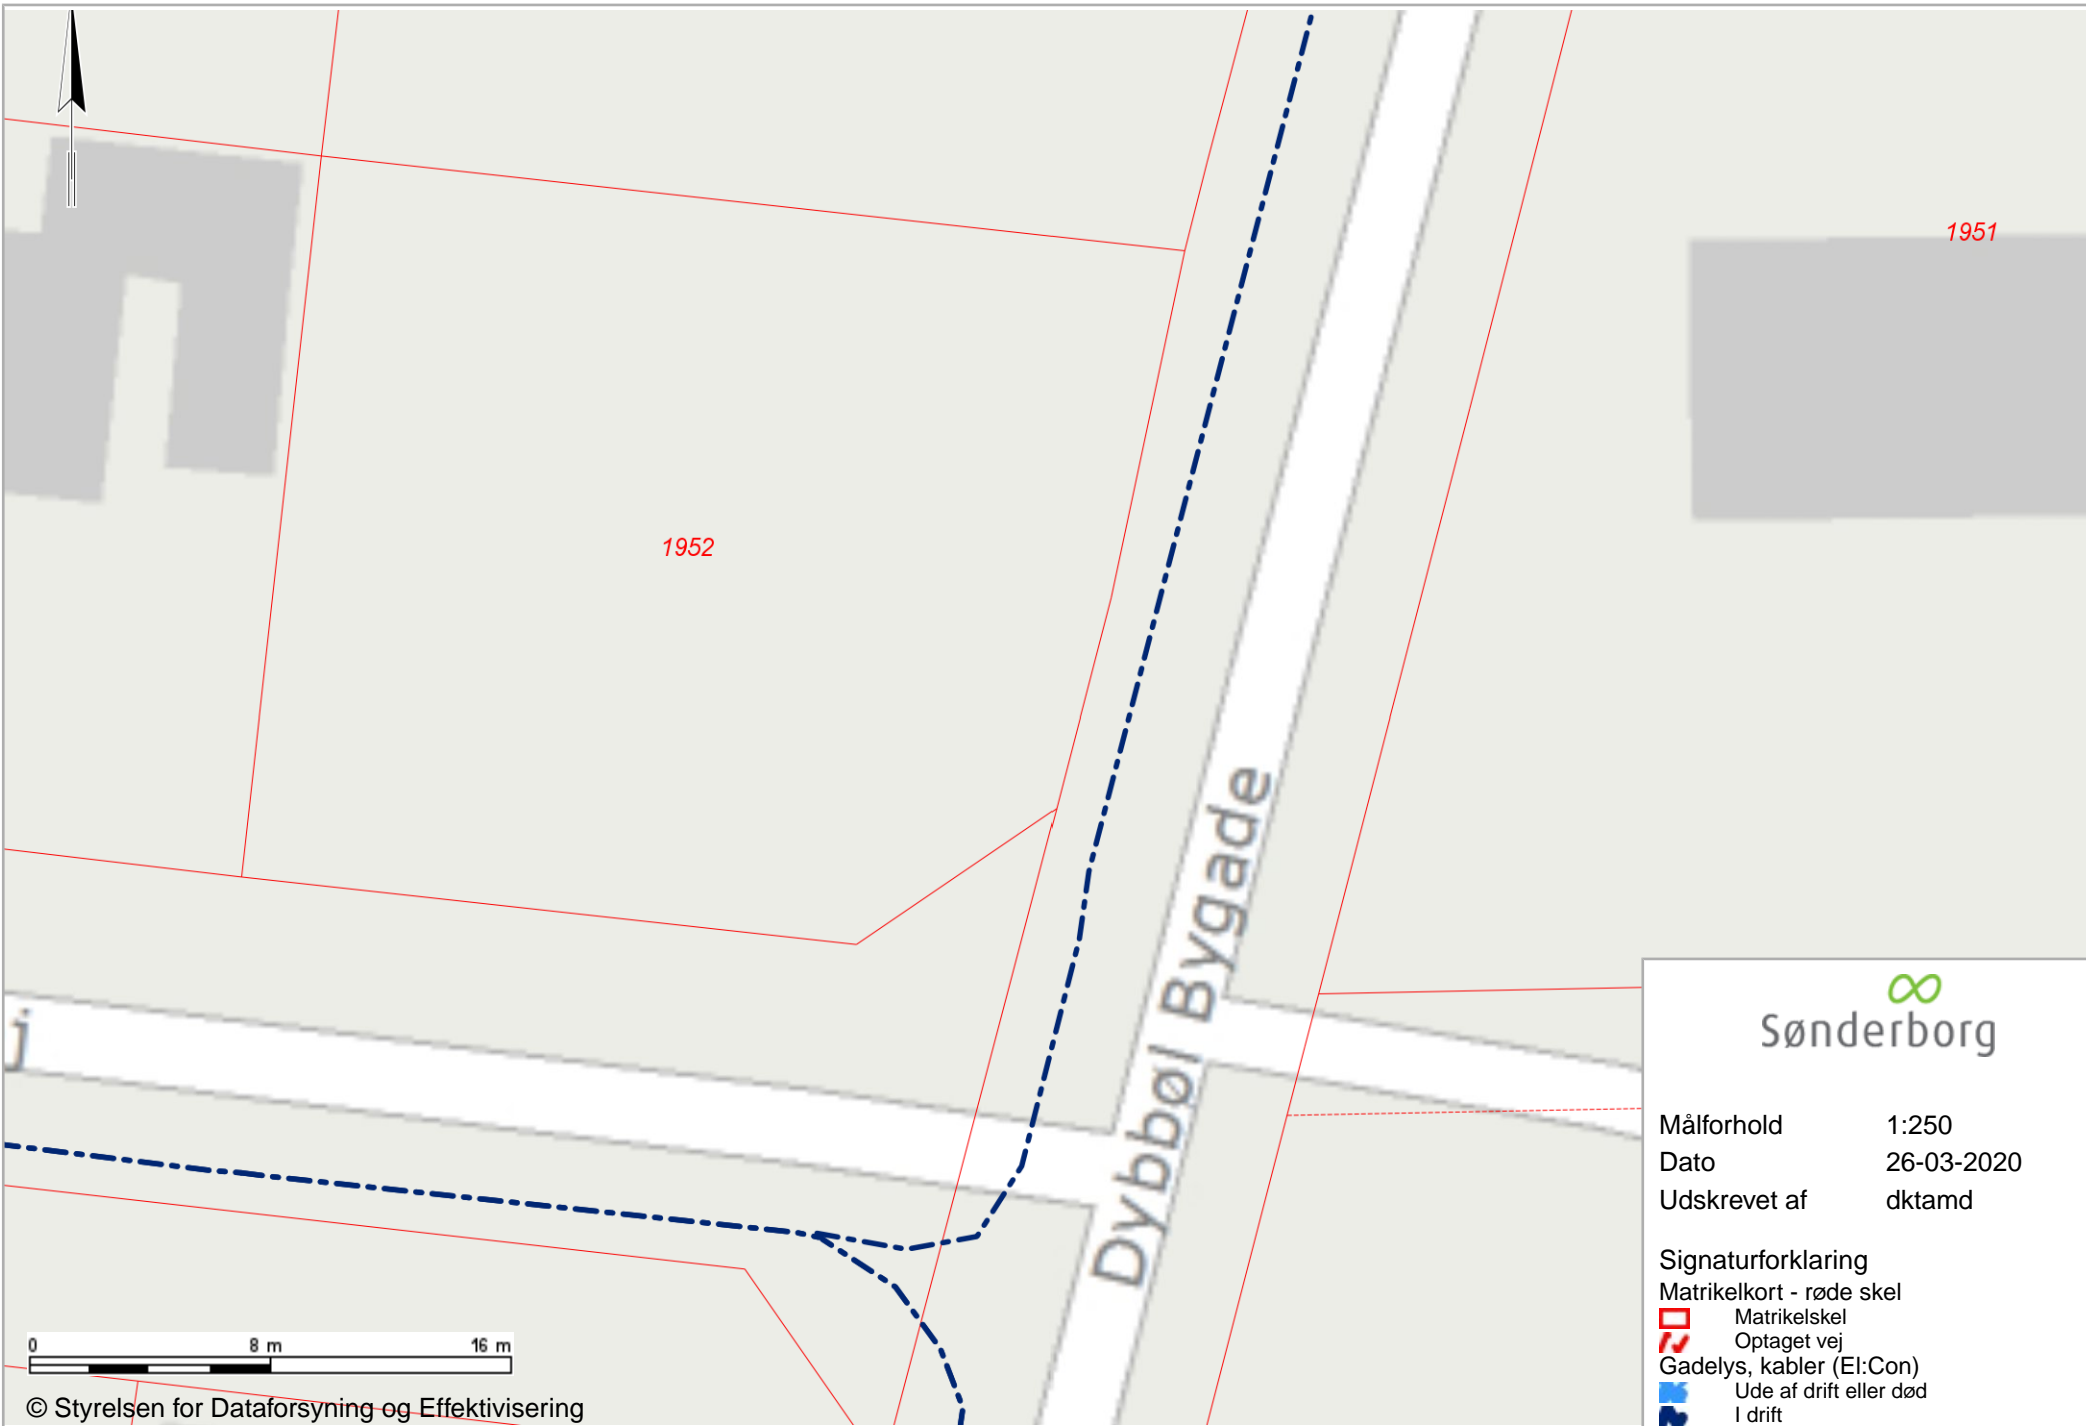 1951
1952
Dybbøl Bygade
j
Sønderborg
Målforhold 1:250
Dato 26-03-2020
Udskrevet af dktamd
Signaturforklaring
Matrikelkort - røde skel
Matrikelskel
Optaget vej
Gadelys, kabler (El:Con)
Ude af drift eller død
I drift
0 8 m 16 m
© Styrelsen for Dataforsyning og Effektivisering